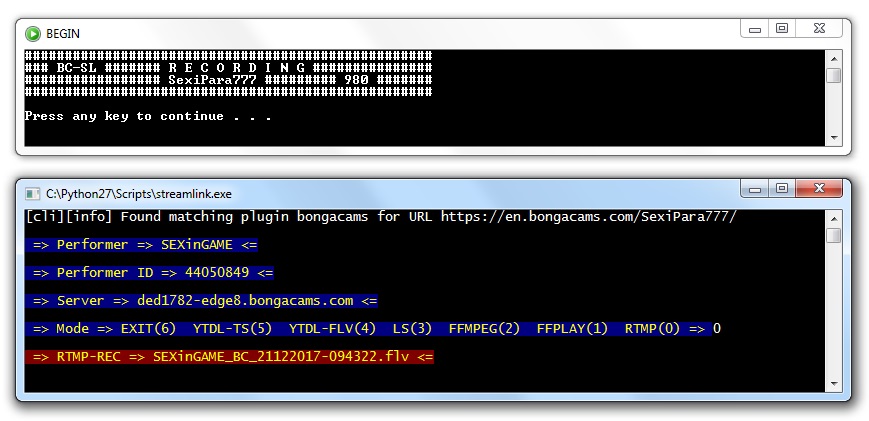 BEGIN
###################################################
### BC-SL ####### R E C O R D I N G ###############
################# SexiPara777 ######### 980 #######
###################################################
Press any key to continue . . .
C:\Python27\Scripts\streamlink.exe
[cli][info] Found matching plugin bongacams for URL https://en.bongacams.com/SexiPara777/
=> Performer => SEXinGAME <=
=> Performer ID => 44050849 <=
=> Server => ded1782-edge8.bongacams.com <=
=> Mode => EXIT(6)  YTDL-TS(5)  YTDL-FLV(4)  LS(3)  FFMPEG(2)  FFPLAY(1)  RTMP(0) => 0
=> RTMP-REC => SEXinGAME_BC_21122017-094322.flv <=